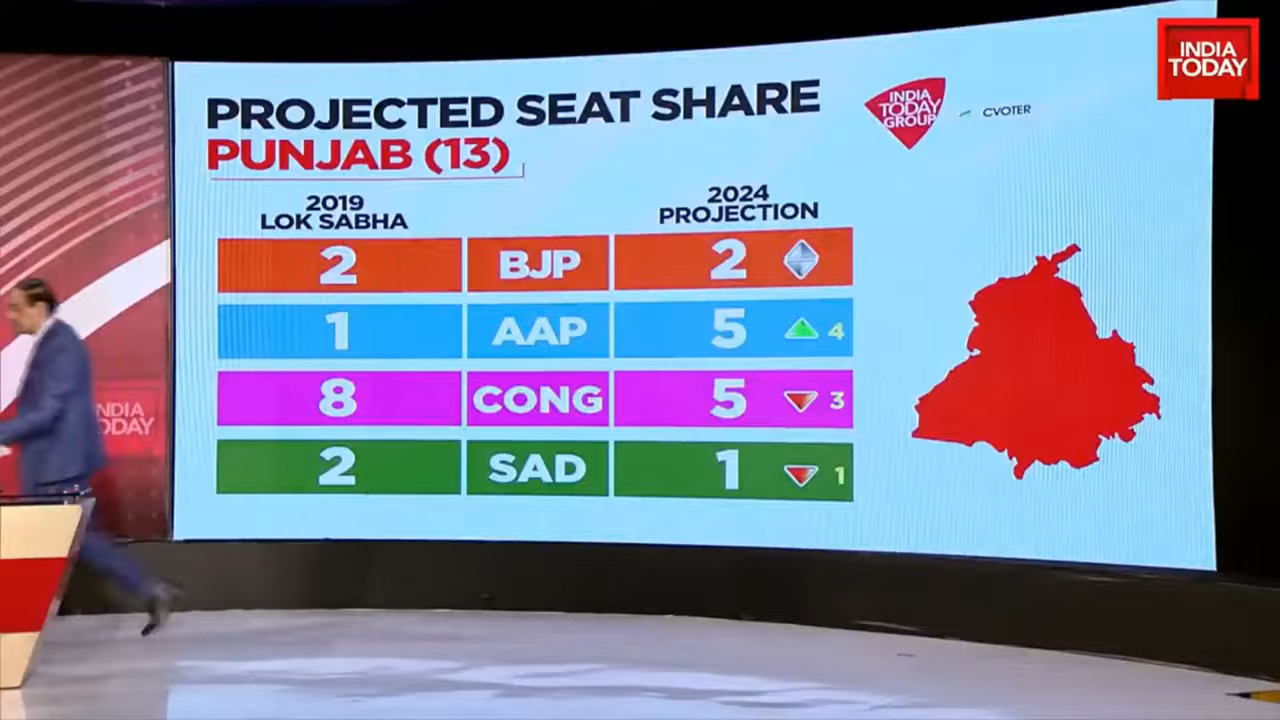 INDIA
TODAY
PROJECTED SEAT SHARE
PUNJAB (13)
INDIA
TODAY
GROUP
CVOTER
2019
LOK SABHA
2024
PROJECTION
2 BJP 2
1 AAP 5 4
8 CONG 5 3
2 SAD 1 1
INDIA
TODAY